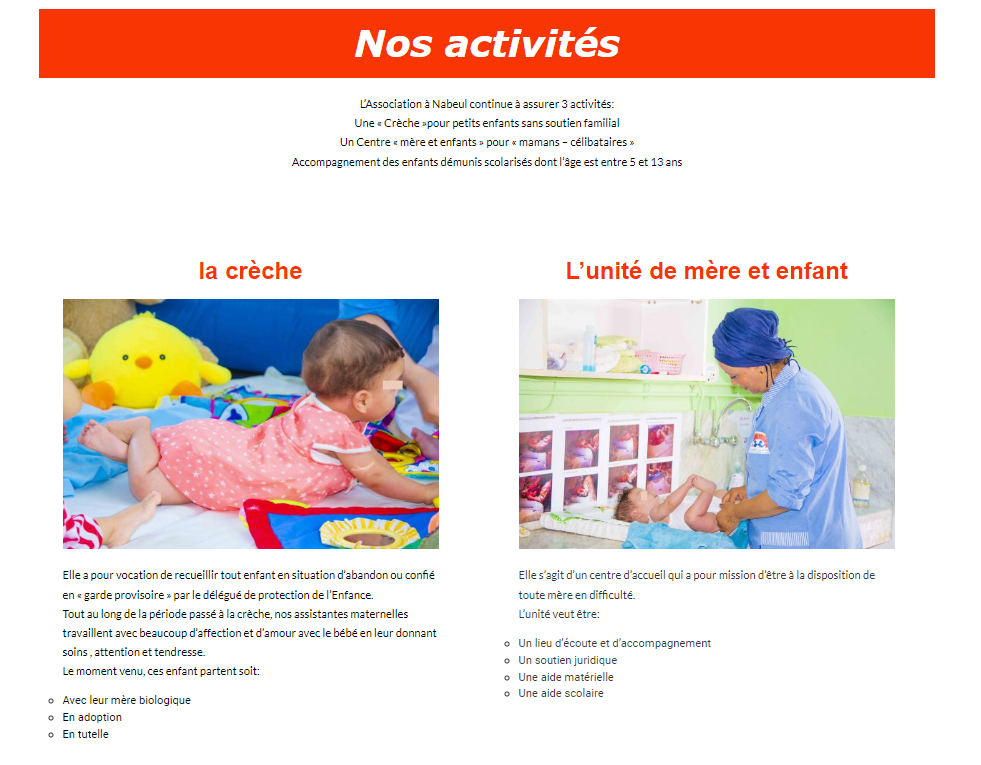 Nos activités
L'Association à Nabeul continue à assurer 3 activités:
Une « Crèche »pour petits enfants sans soutien familial
Un Centre « mère et enfants » pour « mamans – célibataires »
Accompagnement des enfants démunis scolarisés dont l'âge est entre 5 et 13 ans
la crèche
Elle a pour vocation de recueillir tout enfant en situation d'abandon ou confié
en « garde provisoire » par le délégué de protection de l'Enfance.
Tout au long de la période passé à la crèche, nos assistantes maternelles
travaillent avec beaucoup d'affection et d'amour avec le bébé en leur donnant
soins , attention et tendresse.
Le moment venu, ces enfant partent soit:
Avec leur mère biologique
En adoption
En tutelle
L'unité de mère et enfant
Elle s'agit d'un centre d'accueil qui a pour mission d'être à la disposition de
toute mère en difficulté.
L'unité veut être:
Un lieu d'écoute et d'accompagnement
Un soutien juridique
Une aide matérielle
Une aide scolaire